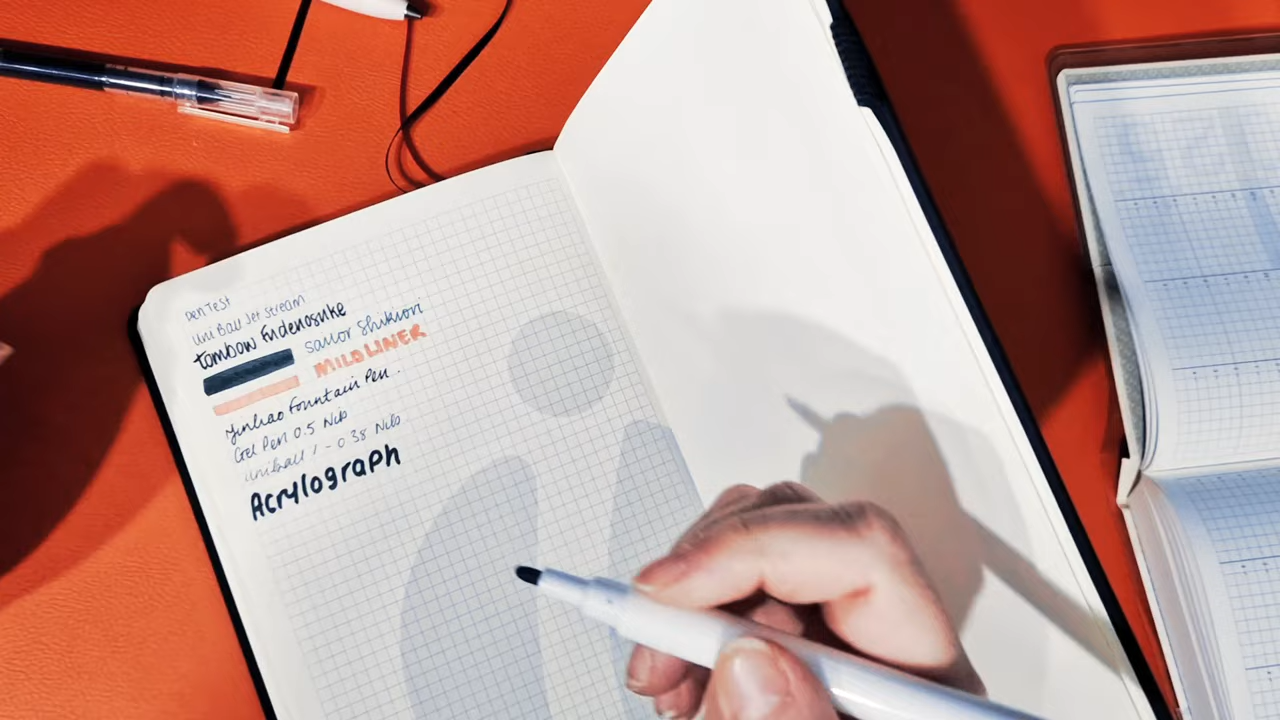 Pen Test
Uni Ball Jet Stream
Tombow Fudenosuke
Sailor Shikiori
MILDLINER
Jinhao Fountain Pen.
Gel Pen 0.5 Nib
uniball 1 - 0.38 Nib.
Acrylograph